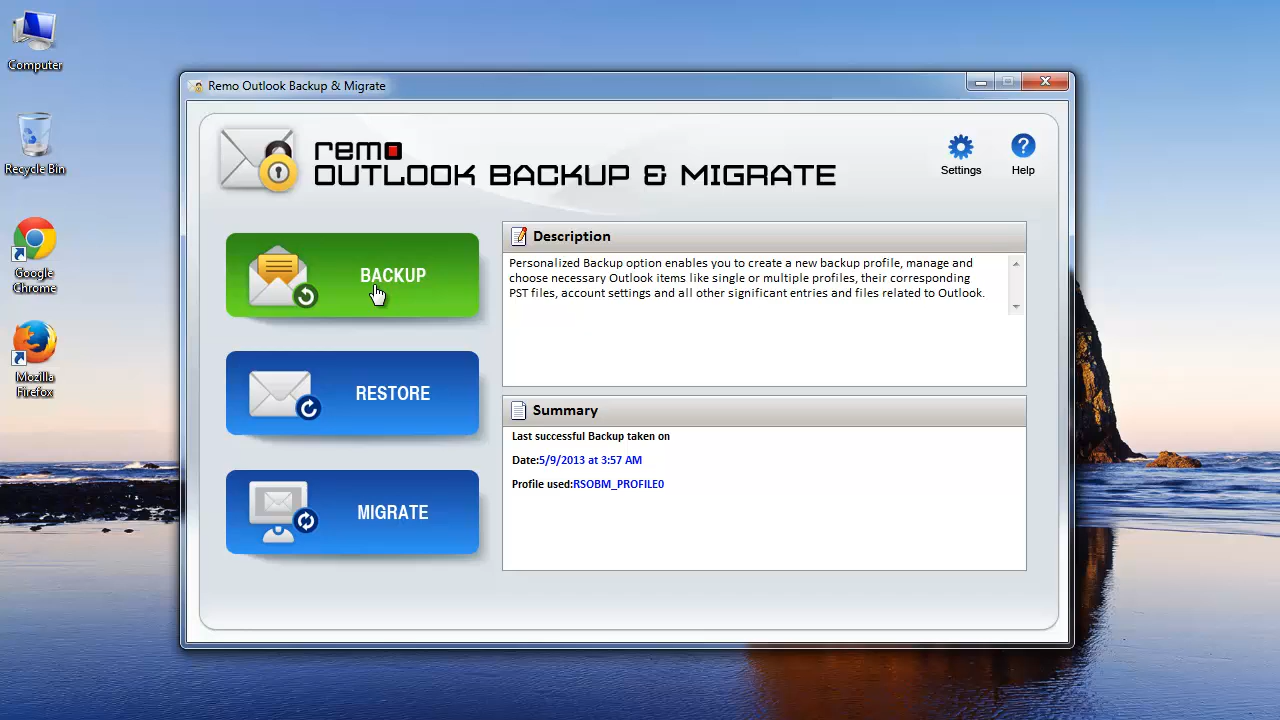 Computer
Recycle Bin
Google
Chrome
Mozilla
Firefox
Remo Outlook Backup & Migrate
remo
OUTLOOK BACKUP & MIGRATE
Settings
Help
BACKUP
RESTORE
MIGRATE
Description
Personalized Backup option enables you to create a new backup profile, manage and
choose necessary Outlook items like single or multiple profiles, their corresponding
PST files, account settings and all other significant entries and files related to Outlook.
Summary
Last successful Backup taken on
Date:5/9/2013 at 3:57 AM
Profile used:RSOBM_PROFILE0